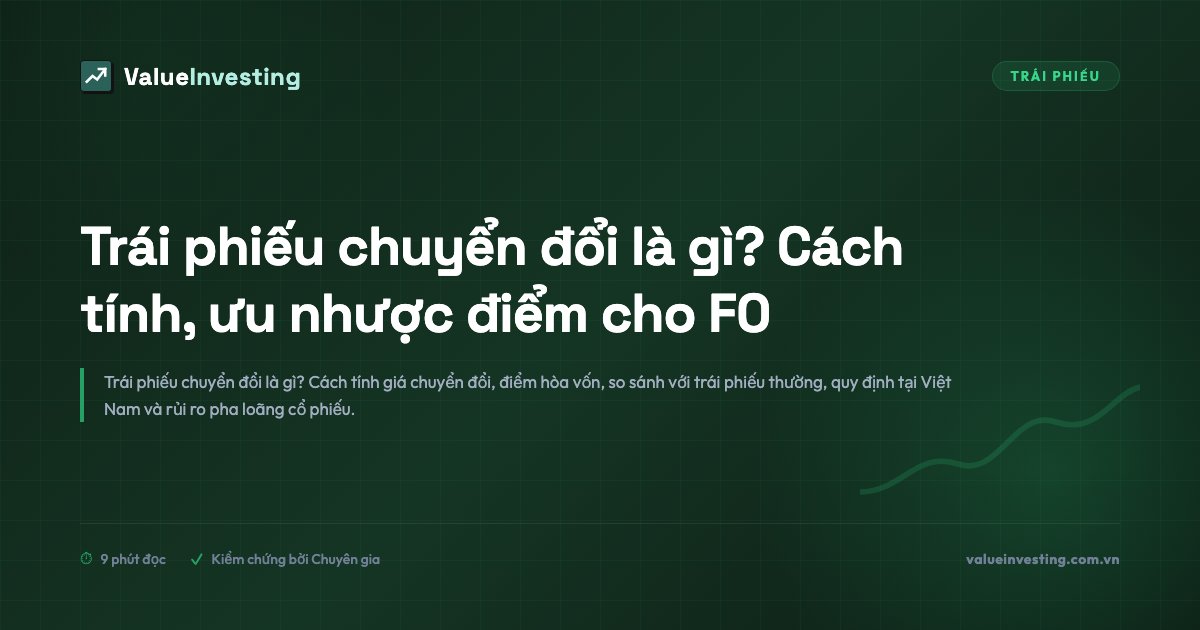 ValueInvesting
TRÁI PHIẾU
Trái phiếu chuyển đổi là gì? Cách
tính, ưu nhược điểm cho F0
Trái phiếu chuyển đổi là gì? Cách tính giá chuyển đổi, điểm hòa vốn, so sánh với trái phiếu thường, quy định tại Việt
Nam và rủi ro pha loãng cổ phiếu.
9 phút đọc
Kiểm chứng bởi Chuyên gia
valueinvesting.com.vn